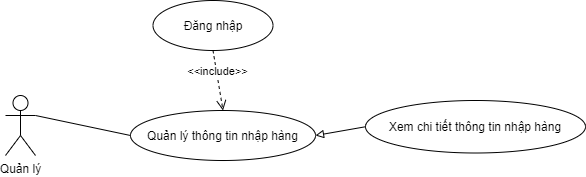 Đăng nhập
<<include>>
Quản lý thông tin nhập hàng
Xem chi tiết thông tin nhập hàng
Quản lý